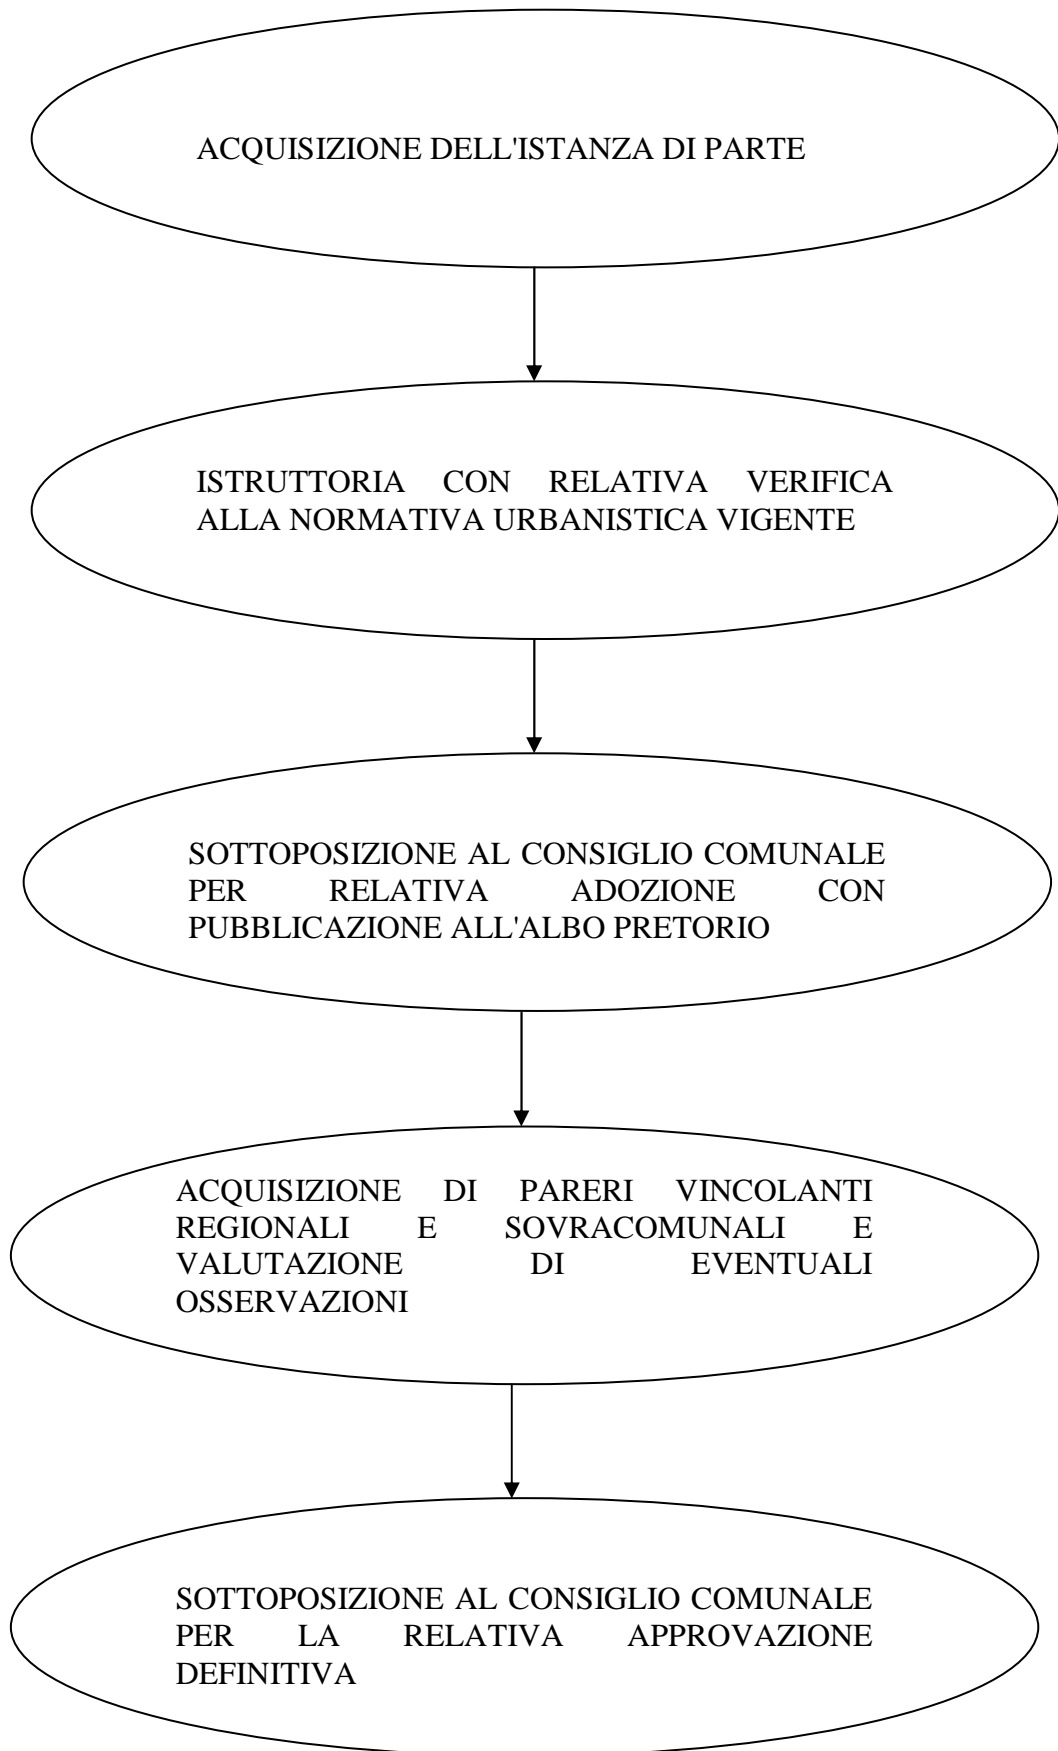 ACQUISIZIONE DELL'ISTANZA DI PARTE
ISTRUTTORIA CON RELATIVA VERIFICA
ALLA NORMATIVA URBANISTICA VIGENTE
SOTTOPOSIZIONE AL CONSIGLIO COMUNALE
PER RELATIVA ADOZIONE CON
PUBBLICAZIONE ALL'ALBO PRETORIO
ACQUISIZIONE DI PARERI VINCOLANTI
REGIONALI E SOVRACOMUNALI E
VALUTAZIONE DI EVENTUALI
OSSERVAZIONI
SOTTOPOSIZIONE AL CONSIGLIO COMUNALE
PER LA RELATIVA APPROVAZIONE
DEFINITIVA